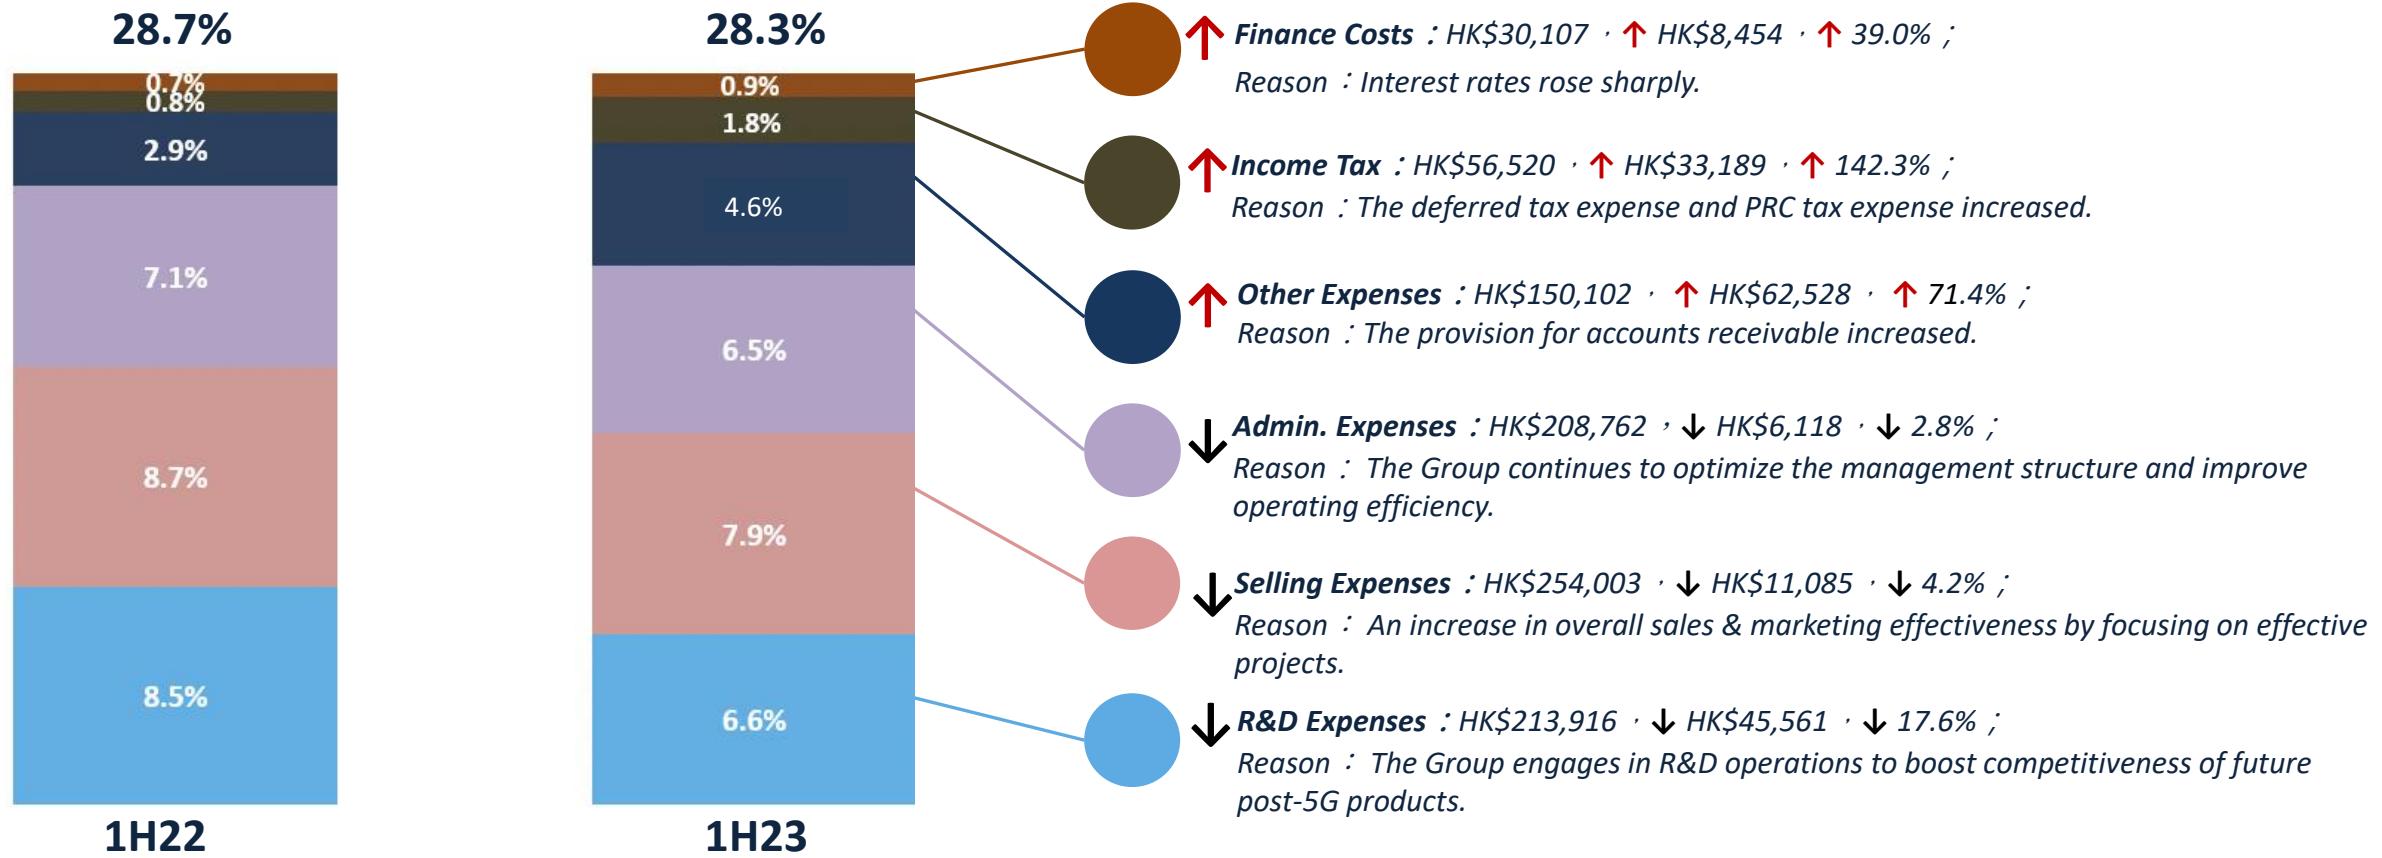 28.7%
0.7%
0.8%
2.9%
7.1%
8.7%
8.5%
1H22
28.3%
0.9%
1.8%
4.6%
6.5%
7.9%
6.6%
1H23
↑ Finance Costs：HK$30,107 · ↑ HK$8,454 · ↑ 39.0%；
Reason：Interest rates rose sharply.
↑ Income Tax：HK$56,520 · ↑ HK$33,189 · ↑ 142.3%；
Reason：The deferred tax expense and PRC tax expense increased.
↑ Other Expenses：HK$150,102 · ↑ HK$62,528 · ↑ 71.4%；
Reason：The provision for accounts receivable increased.
↓ Admin. Expenses：HK$208,762，↓ HK$6,118 · ↓ 2.8%；
Reason： The Group continues to optimize the management structure and improve
operating efficiency.
↓ Selling Expenses：HK$254,003 · ↓ HK$11,085 · ↓ 4.2%；
Reason： An increase in overall sales & marketing effectiveness by focusing on effective
projects.
↓ R&D Expenses：HK$213,916 · ↓ HK$45,561 · ↓ 17.6%；
Reason： The Group engages in R&D operations to boost competitiveness of future
post-5G products.